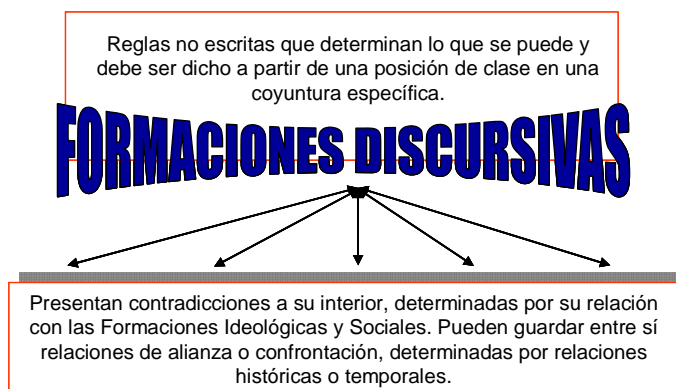 Reglas no escritas que determinan lo que se puede y
debe ser dicho a partir de una posición de clase en una
coyuntura específica.
FORMACIONES DISCURSIVAS
Presentan contradicciones a su interior, determinadas por su relación
con las Formaciones Ideológicas y Sociales. Pueden guardar entre sí
relaciones de alianza o confrontación, determinadas por relaciones
históricas o temporales.